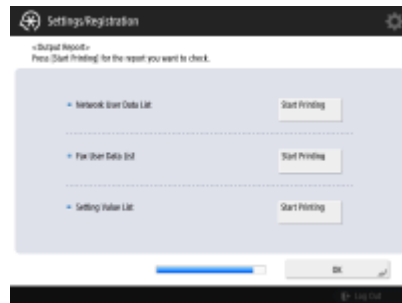 Settings/Registration
<Output Report>
Press [Start Printing] for the report you want to check.
Network User Data List
Start Printing
Fax User Data List
Start Printing
Setting Value List
Start Printing
OK
Log Out